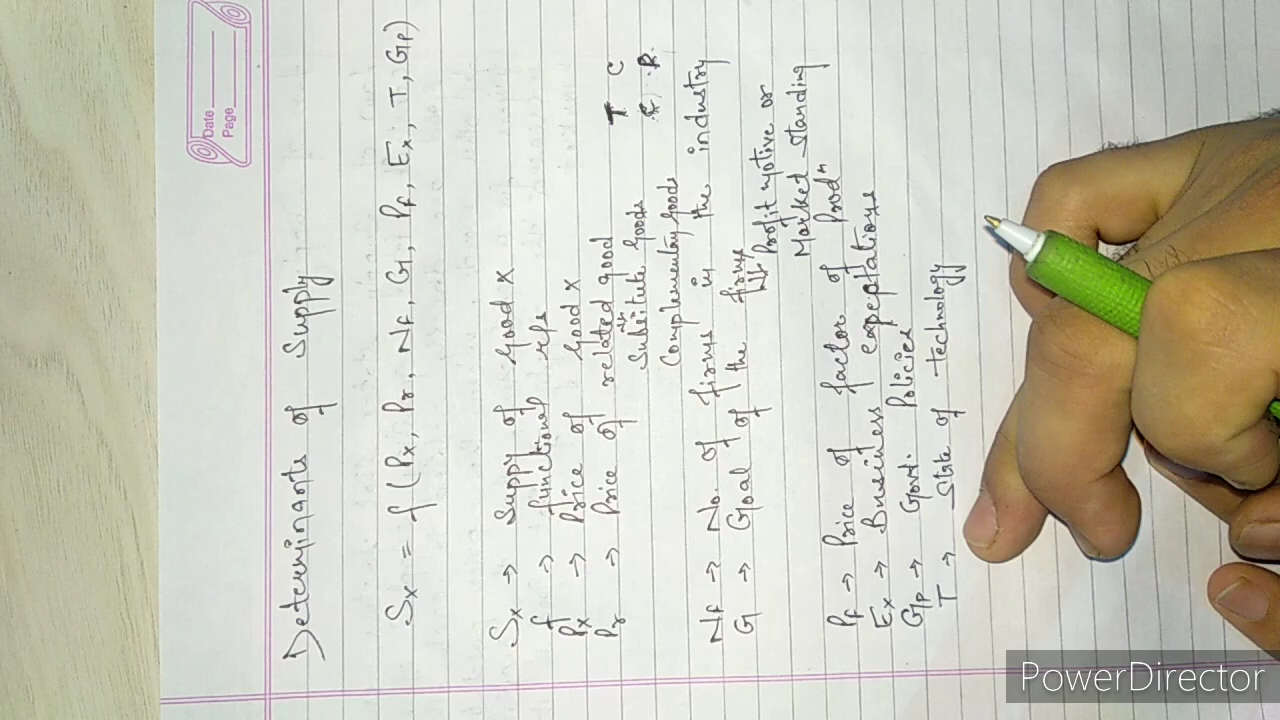 Date
Page
Determinants of Supply
Sx = f (Px, Pr, Nf, G, Pf, Ex, T, GP)
Sx → Supply of Good X
f → functional r/s
Px → Price of Good X
Pr → Price of related good
Subsitute Goods
T C
Complementary Goods
Nf → No. of firms in the industry
G → Goal of the firms
Profit motive or
Market Standing
Pf → Price of factor of Prodⁿ
Ex → Business expeptations
GP → Govt. Policies
T → State of technology
PowerDirector